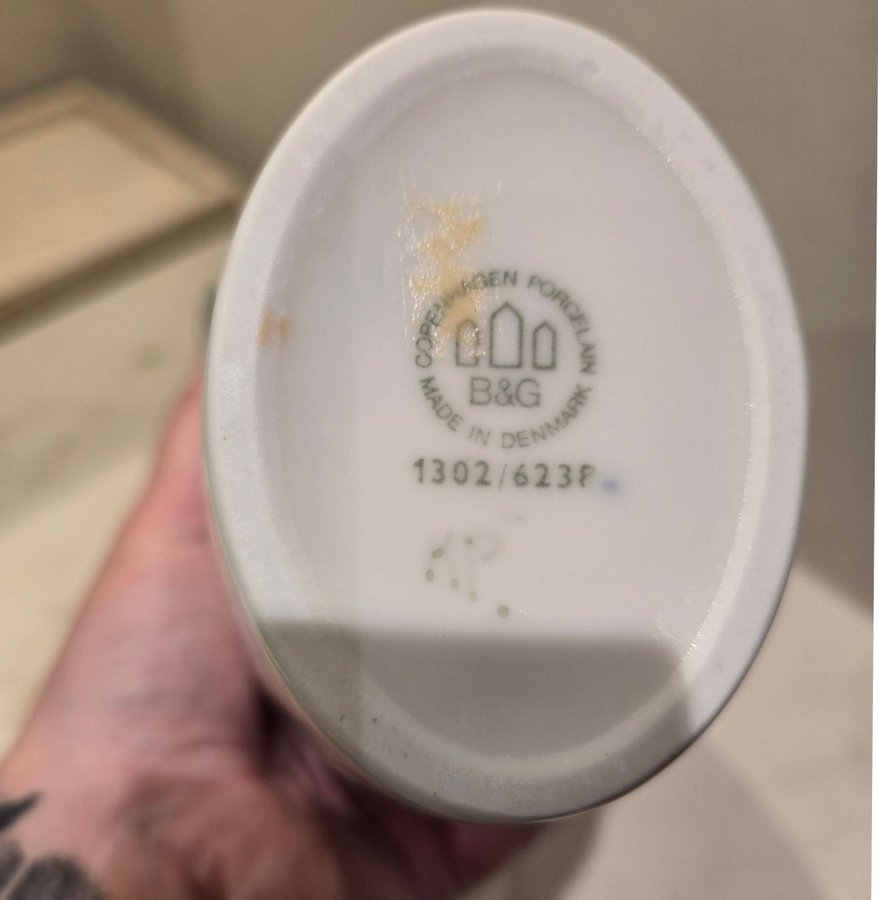 COPENHAGEN PORCELAIN
B&G
MADE IN DENMARK
1302/6238